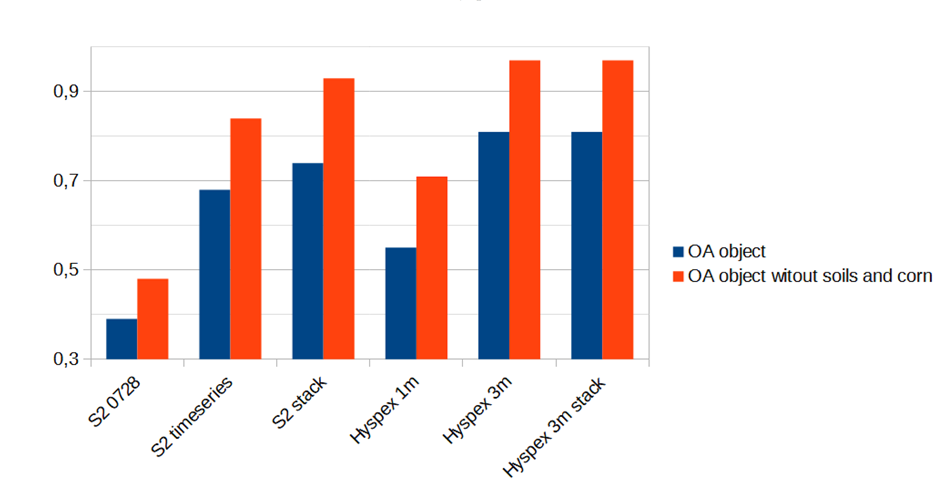 0,9
0,7
0,5
0,3
S2 0728
S2 timeseries
S2 stack
Hyspex 1m
Hyspex 3m
Hyspex 3m stack
OA object
OA object witout soils and corn